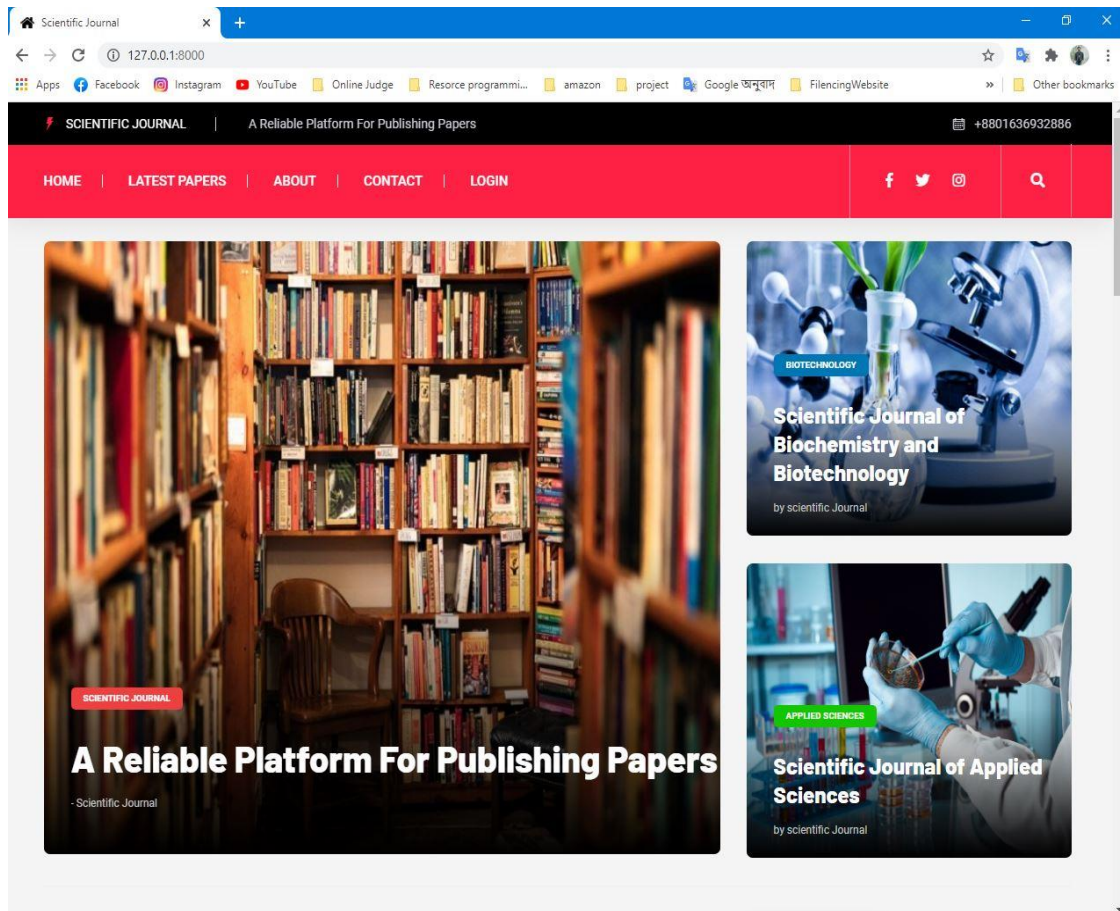 Scientific Journal
127.0.0.1:8000
Apps Facebook Instagram YouTube Online Judge Resorce programmi... amazon project Google অনুবাদ FilencingWebsite » Other bookmarks
SCIENTIFIC JOURNAL | A Reliable Platform For Publishing Papers +8801636932886
HOME | LATEST PAPERS | ABOUT | CONTACT | LOGIN
SCIENTIFIC JOURNAL
A Reliable Platform For Publishing Papers
- Scientific Journal
BIOTECHNOLOGY
Scientific Journal of
Biochemistry and
Biotechnology
by scientific Journal
APPLIED SCIENCES
Scientific Journal of Applied
Sciences
by scientific Journal